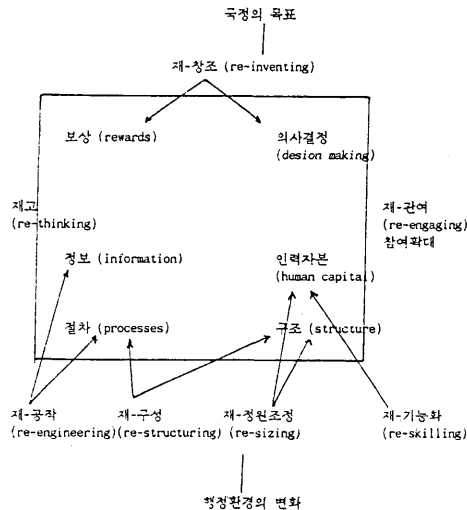 국정의 목표
재-창조 (re-inventing)
보상 (rewards)
의사결정
(desion making)
재고
(re-thinking)
재-관여
(re-engaging)
참여확대
정보 (information)
인력자본
(human capital)
절차 (processes)
구조 (structure)
재-공작
(re-engineering)
재-구성
(re-structuring)
재-정원조정
(re-sizing)
재-기능화
(re-skilling)
행정환경의 변화